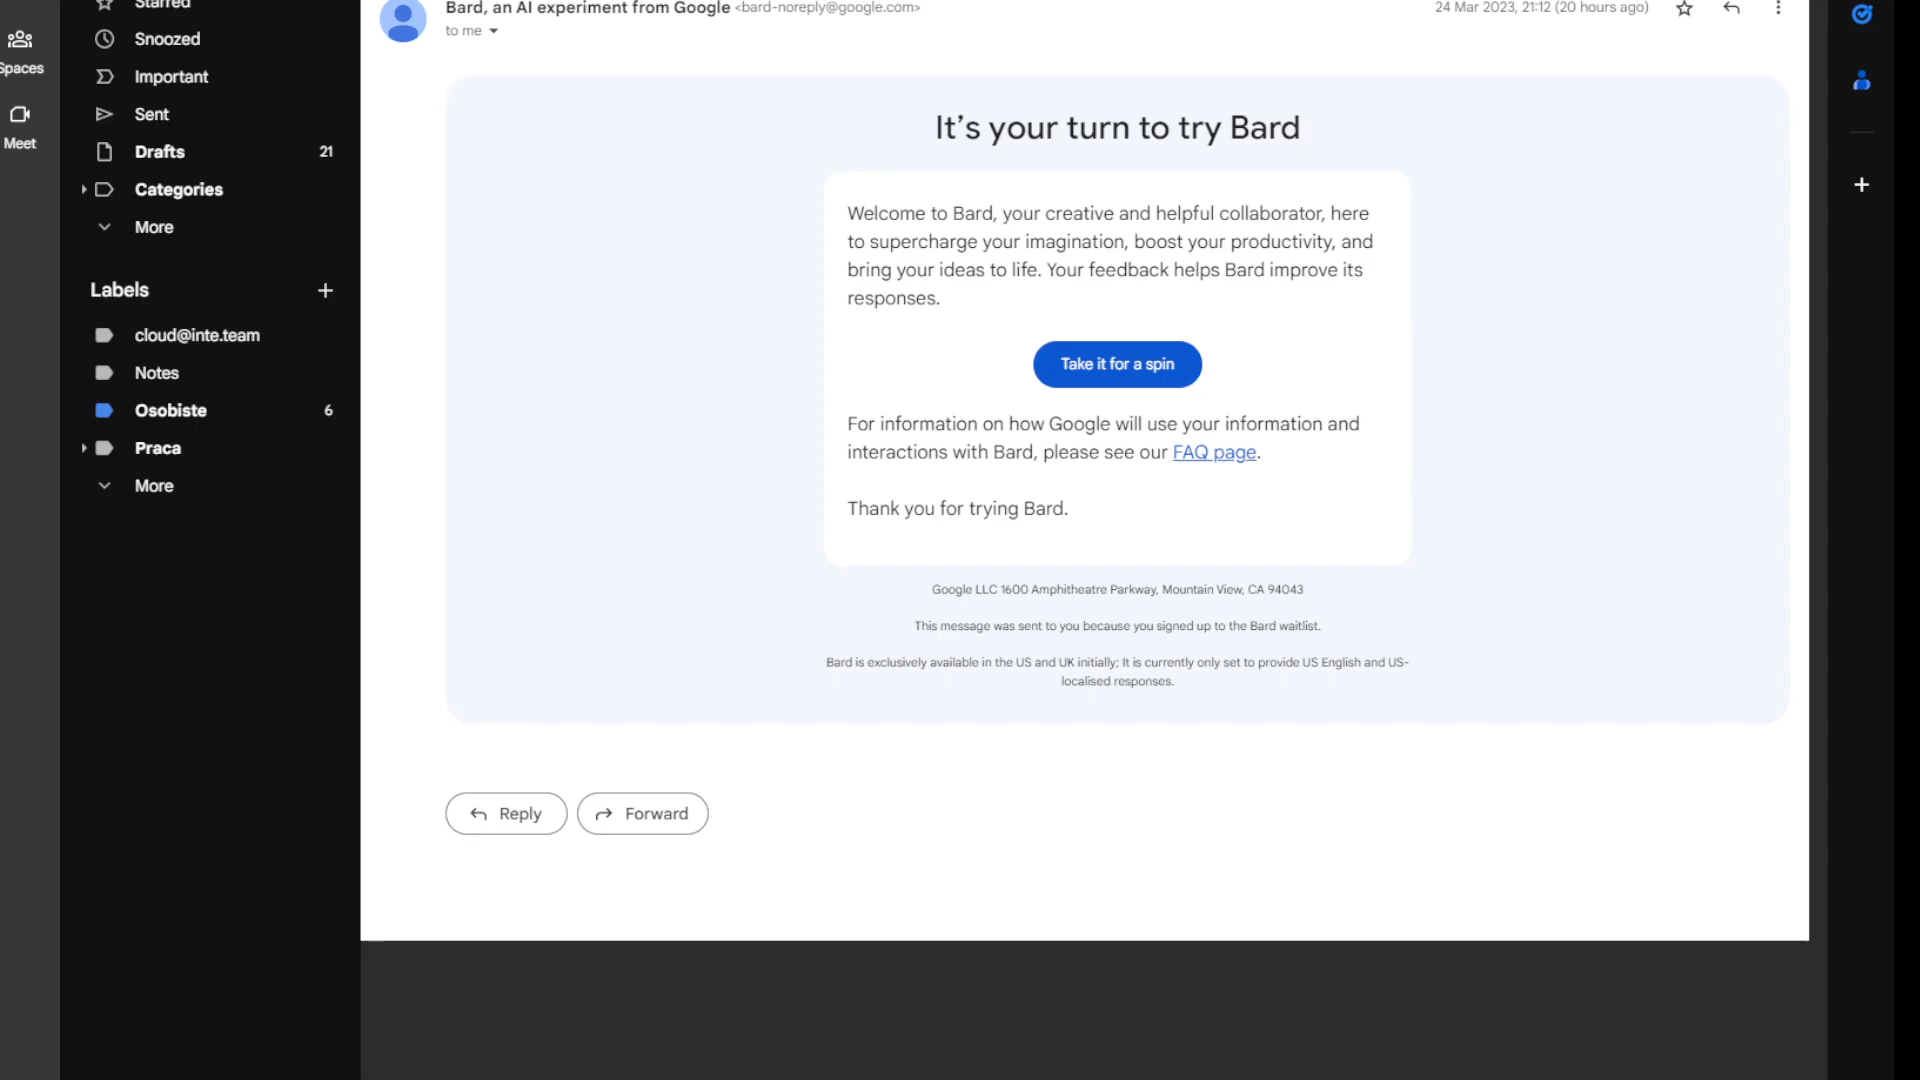 Starred
Spaces
Snoozed
Important
Meet
Sent
Drafts 21
Categories
More
Labels
cloud@inte.team
Notes
Osobiste 6
Praca
More
Bard, an AI experiment from Google <bard-noreply@google.com>
24 Mar 2023, 21:12 (20 hours ago)
to me
It's your turn to try Bard
Welcome to Bard, your creative and helpful collaborator, here
to supercharge your imagination, boost your productivity, and
bring your ideas to life. Your feedback helps Bard improve its
responses.
Take it for a spin
For information on how Google will use your information and
interactions with Bard, please see our FAQ page.
Thank you for trying Bard.
Google LLC 1600 Amphitheatre Parkway, Mountain View, CA 94043
This message was sent to you because you signed up to the Bard waitlist.
Bard is exclusively available in the US and UK initially; It is currently only set to provide US English and US-
localised responses.
Reply
Forward